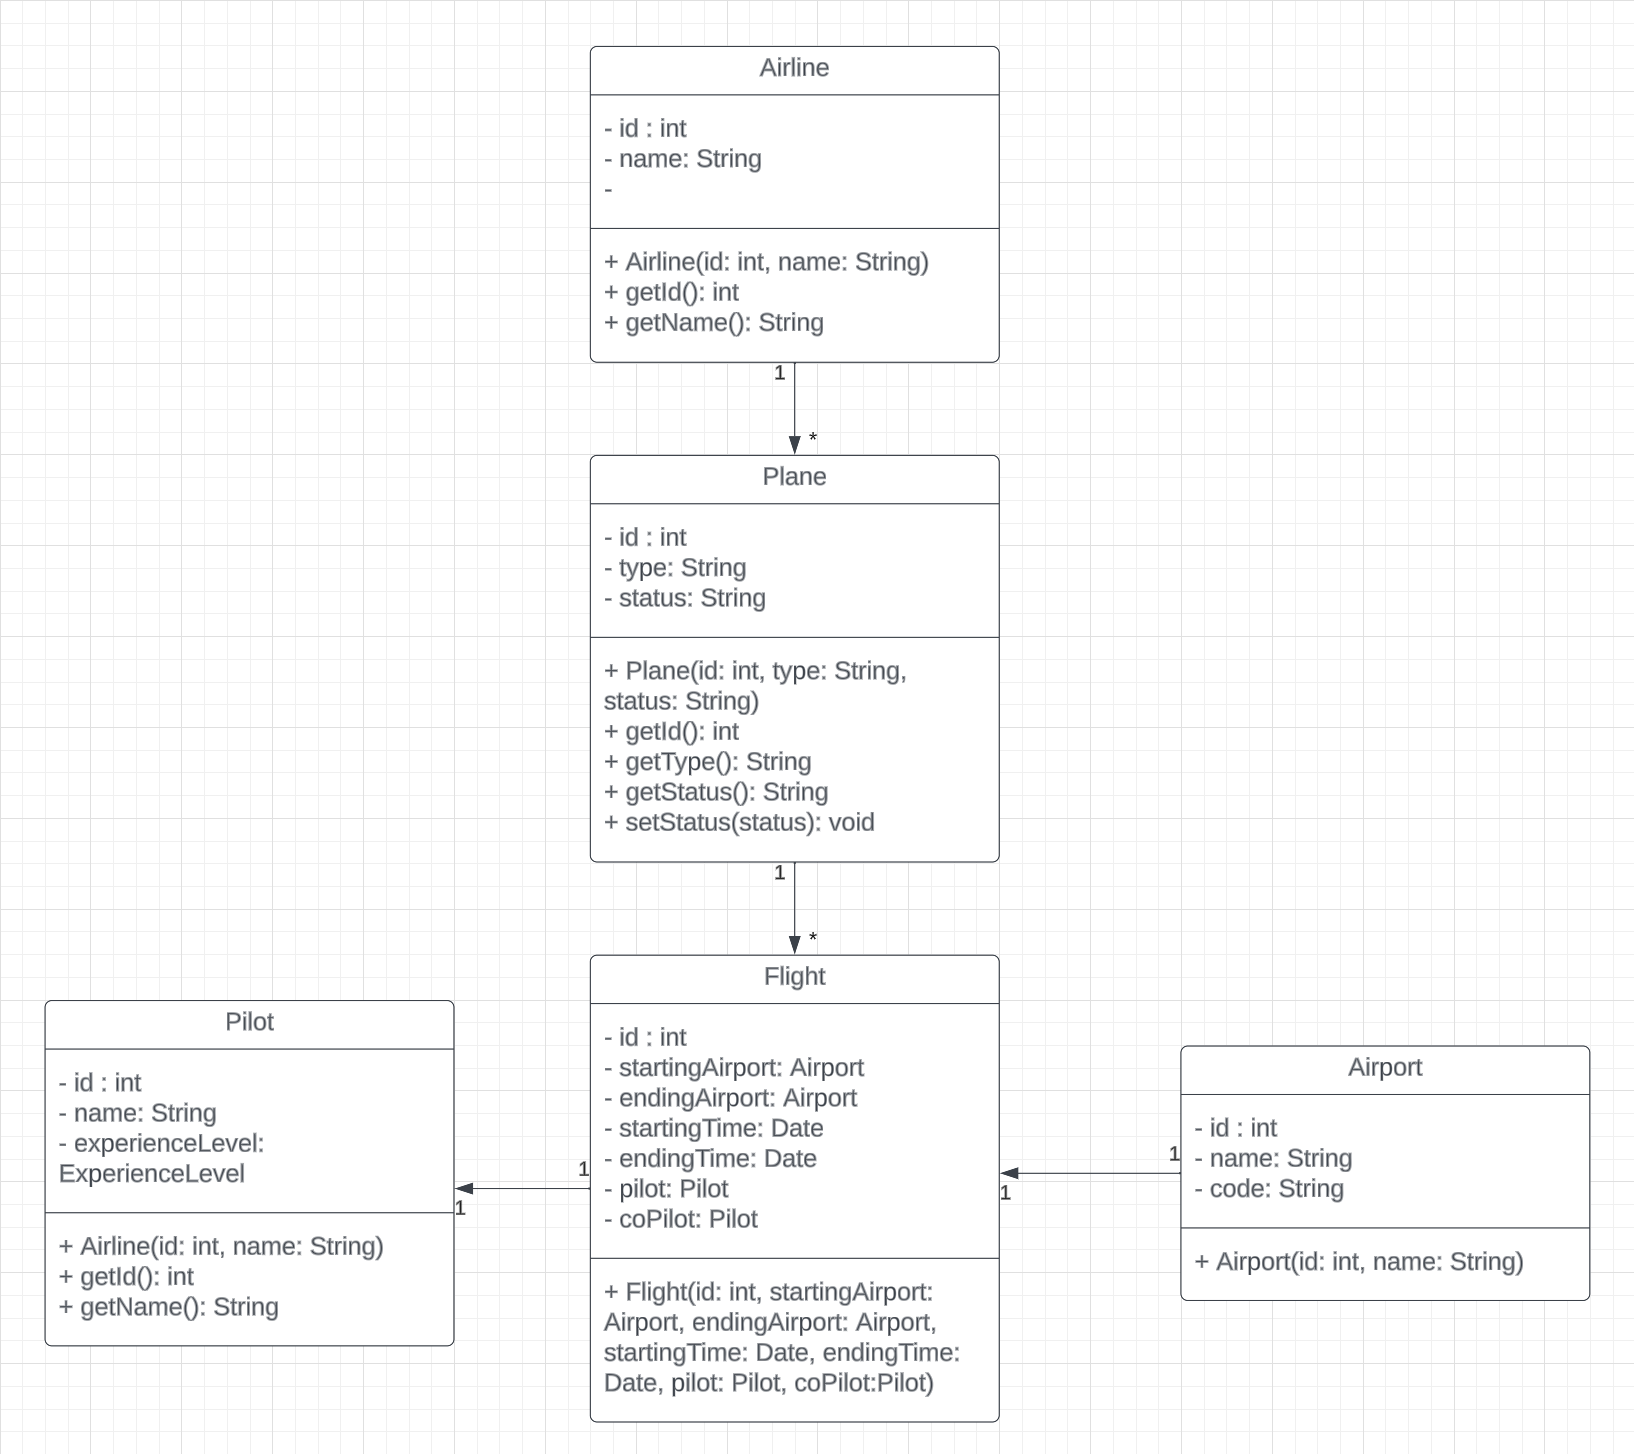 Airline
- id : int
- name: String
-
+ Airline(id: int, name: String)
+ getId(): int
+ getName(): String
1
*
Plane
- id : int
- type: String
- status: String
+ Plane(id: int, type: String,
status: String)
+ getId(): int
+ getType(): String
+ getStatus(): String
+ setStatus(status): void
1
*
Flight
- id : int
- startingAirport: Airport
- endingAirport: Airport
- startingTime: Date
- endingTime: Date
- pilot: Pilot
- coPilot: Pilot
+ Flight(id: int, startingAirport:
Airport, endingAirport: Airport,
startingTime: Date, endingTime:
Date, pilot: Pilot, coPilot:Pilot)
1
1
Pilot
- id : int
- name: String
- experienceLevel:
ExperienceLevel
+ Airline(id: int, name: String)
+ getId(): int
+ getName(): String
1
1
Airport
- id : int
- name: String
- code: String
+ Airport(id: int, name: String)